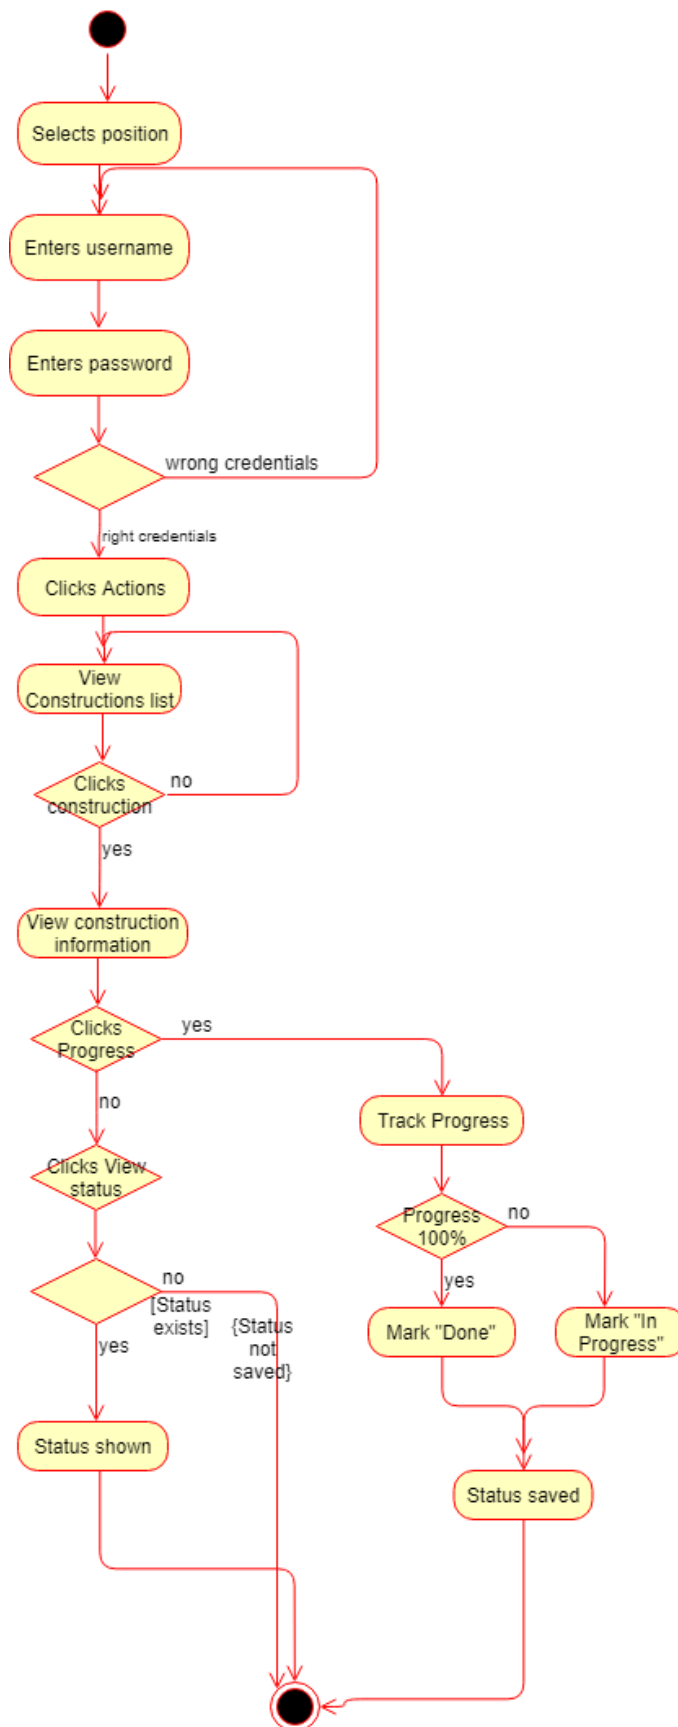 Selects position
Enters username
Enters password
wrong credentials
right credentials
Clicks Actions
View
Constructions list
Clicks
construction
no
yes
View construction
information
Clicks
Progress
yes
no
Track Progress
Clicks View
status
Progress
100%
no
yes
no
[Status
exists]
{Status
not
saved}
yes
Mark "Done"
Mark "In
Progress"
Status shown
Status saved